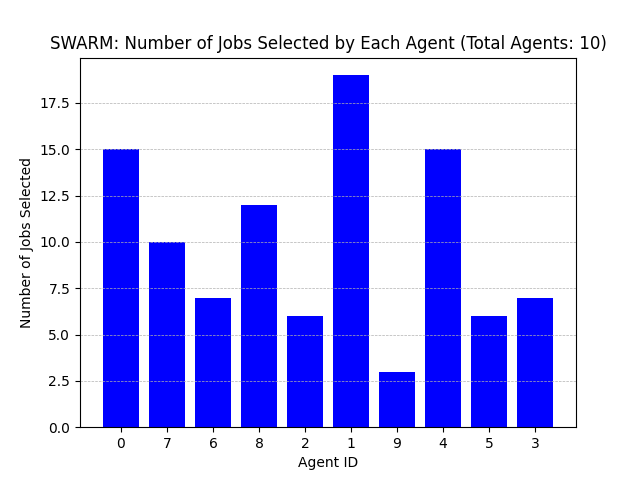 SWARM: Number of Jobs Selected by Each Agent (Total Agents: 10)
Number of Jobs Selected
17.5
15.0
12.5
10.0
7.5
5.0
2.5
0.0
0 7 6 8 2 1 9 4 5 3
Agent ID